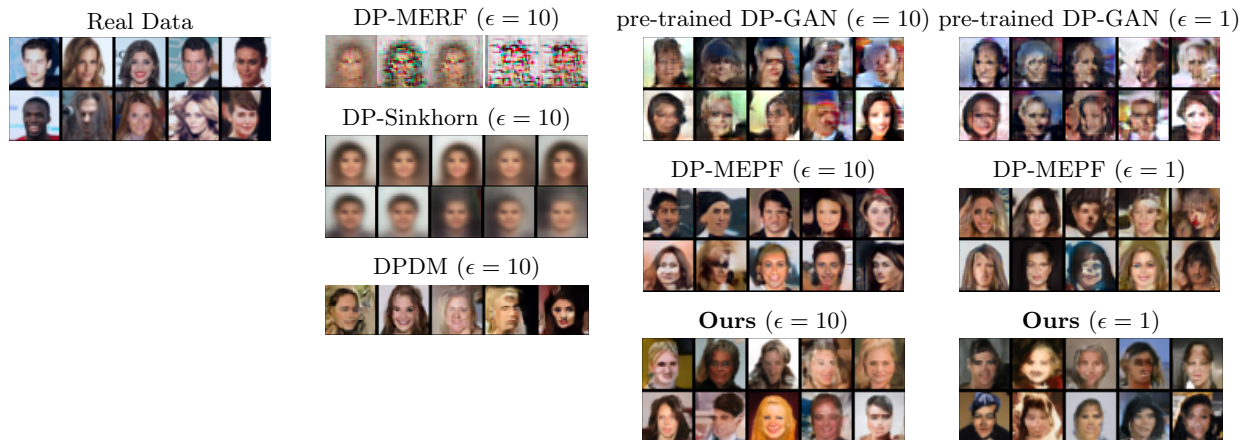 Real Data
DP-MERF (ϵ = 10)
pre-trained DP-GAN (ϵ = 10)
pre-trained DP-GAN (ϵ = 1)
DP-Sinkhorn (ϵ = 10)
DP-MEPF (ϵ = 10)
DP-MEPF (ϵ = 1)
DPDM (ϵ = 10)
Ours (ϵ = 10)
Ours (ϵ = 1)